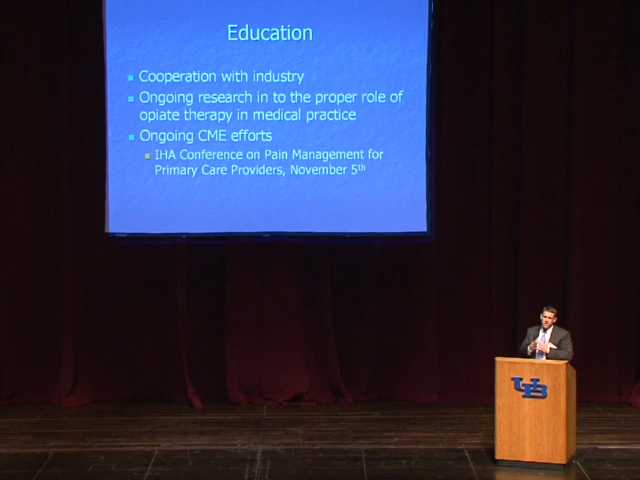 Education
Cooperation with industry
Ongoing research in to the proper role of
opiate therapy in medical practice
Ongoing CME efforts
IHA Conference on Pain Management for
Primary Care Providers, November 5th
UB